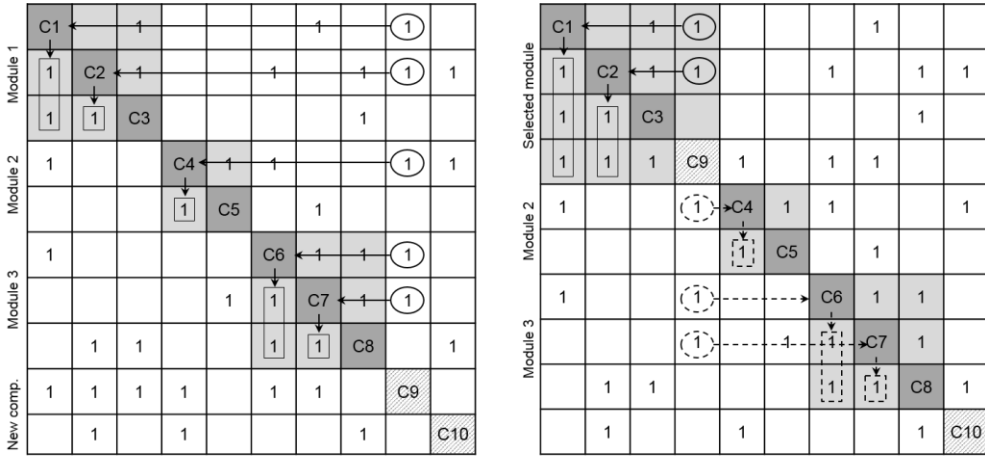 Module 1
Module 2
Module 3
New comp.
C1 1 1 1
1 C2 1 1 1 1 1
1 1 C3 1
1 C4 1 1 1 1
1 C5 1
1 C6 1 1 1
1 1 C7 1 1
1 1 1 1 C8 1
1 1 1 1 1 1 C9
1 1 1 C10
Selected module
Module 2
Module 3
C1 1 1 1
1 C2 1 1 1 1 1
1 1 C3 1
1 1 1 C9 1 1 1
1 1 C4 1 1 1
1 C5 1
1 1 C6 1 1
1 1 1 C7 1
1 1 1 1 C8 1
1 1 1 C10